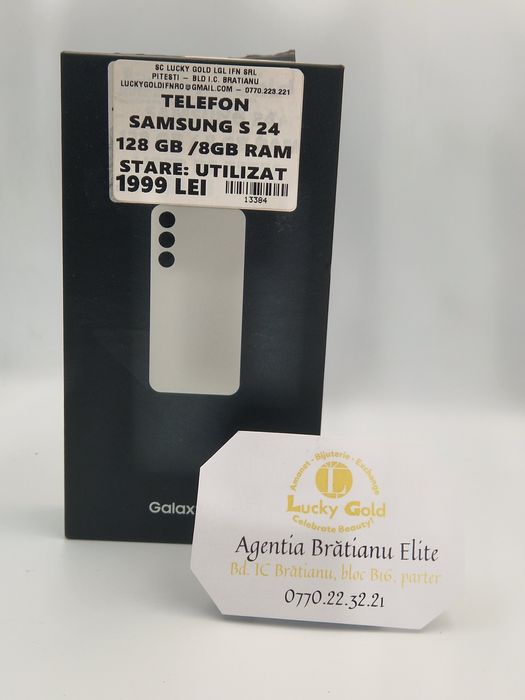 SC LUCKY GOLD LGL IFN SRL
PITESTI – BLD I.C. BRATIANU
LUCKYGOLDIFNRO@GMAIL.COM – 0770.223.221
TELEFON
SAMSUNG S 24
128 GB /8GB RAM
STARE: UTILIZAT
1999 LEI
13384
Galax
Amanet - Bijuterie - Exchange
L
Lucky Gold
Celebrate Beauty!
Agentia Brătianu Elite
Bd. IC Brătianu, bloc B16, parter
0770.22.32.21